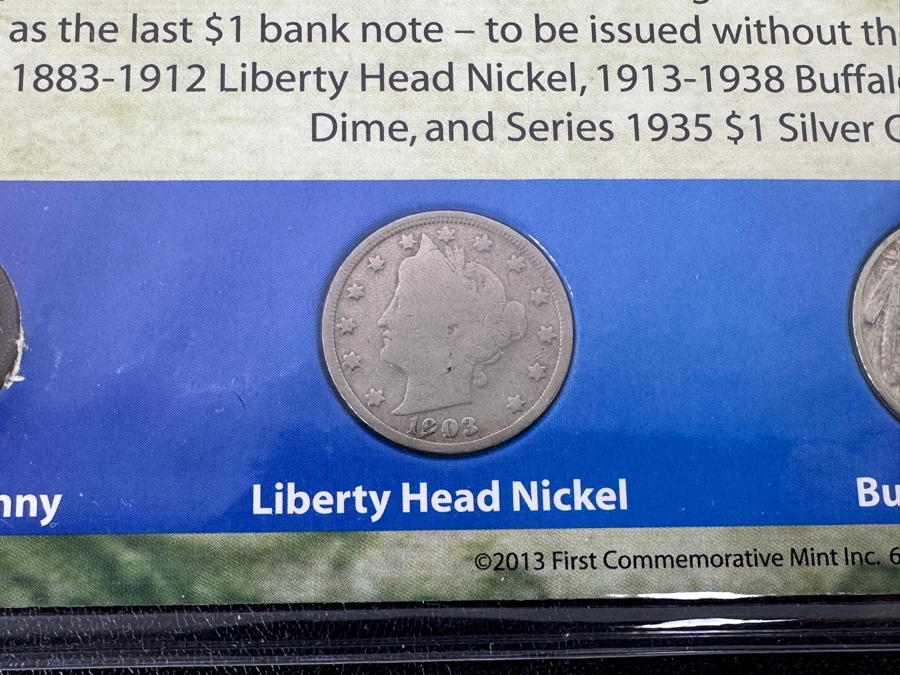 as the last $1 bank note – to be issued without th
1883-1912 Liberty Head Nickel, 1913-1938 Buffal
Dime, and Series 1935 $1 Silver C
1903
nny
Liberty Head Nickel
Bu
©2013 First Commemorative Mint Inc. 6